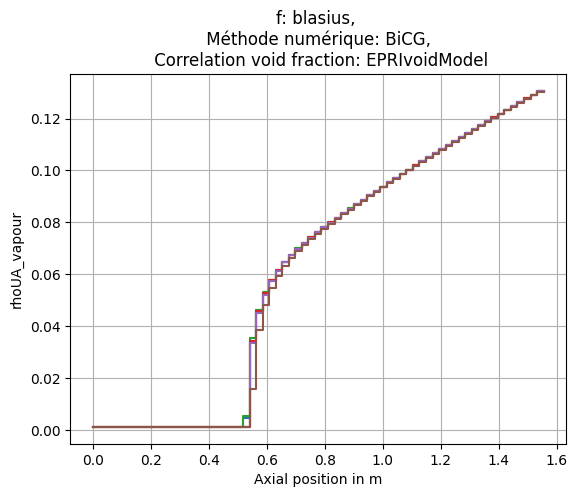 f: blasius,
Méthode numérique: BiCG,
Correlation void fraction: EPRIvoidModel
0.12
0.10
0.08
0.06
0.04
0.02
0.00
rhoUA_vapour
0.0 0.2 0.4 0.6 0.8 1.0 1.2 1.4 1.6
Axial position in m